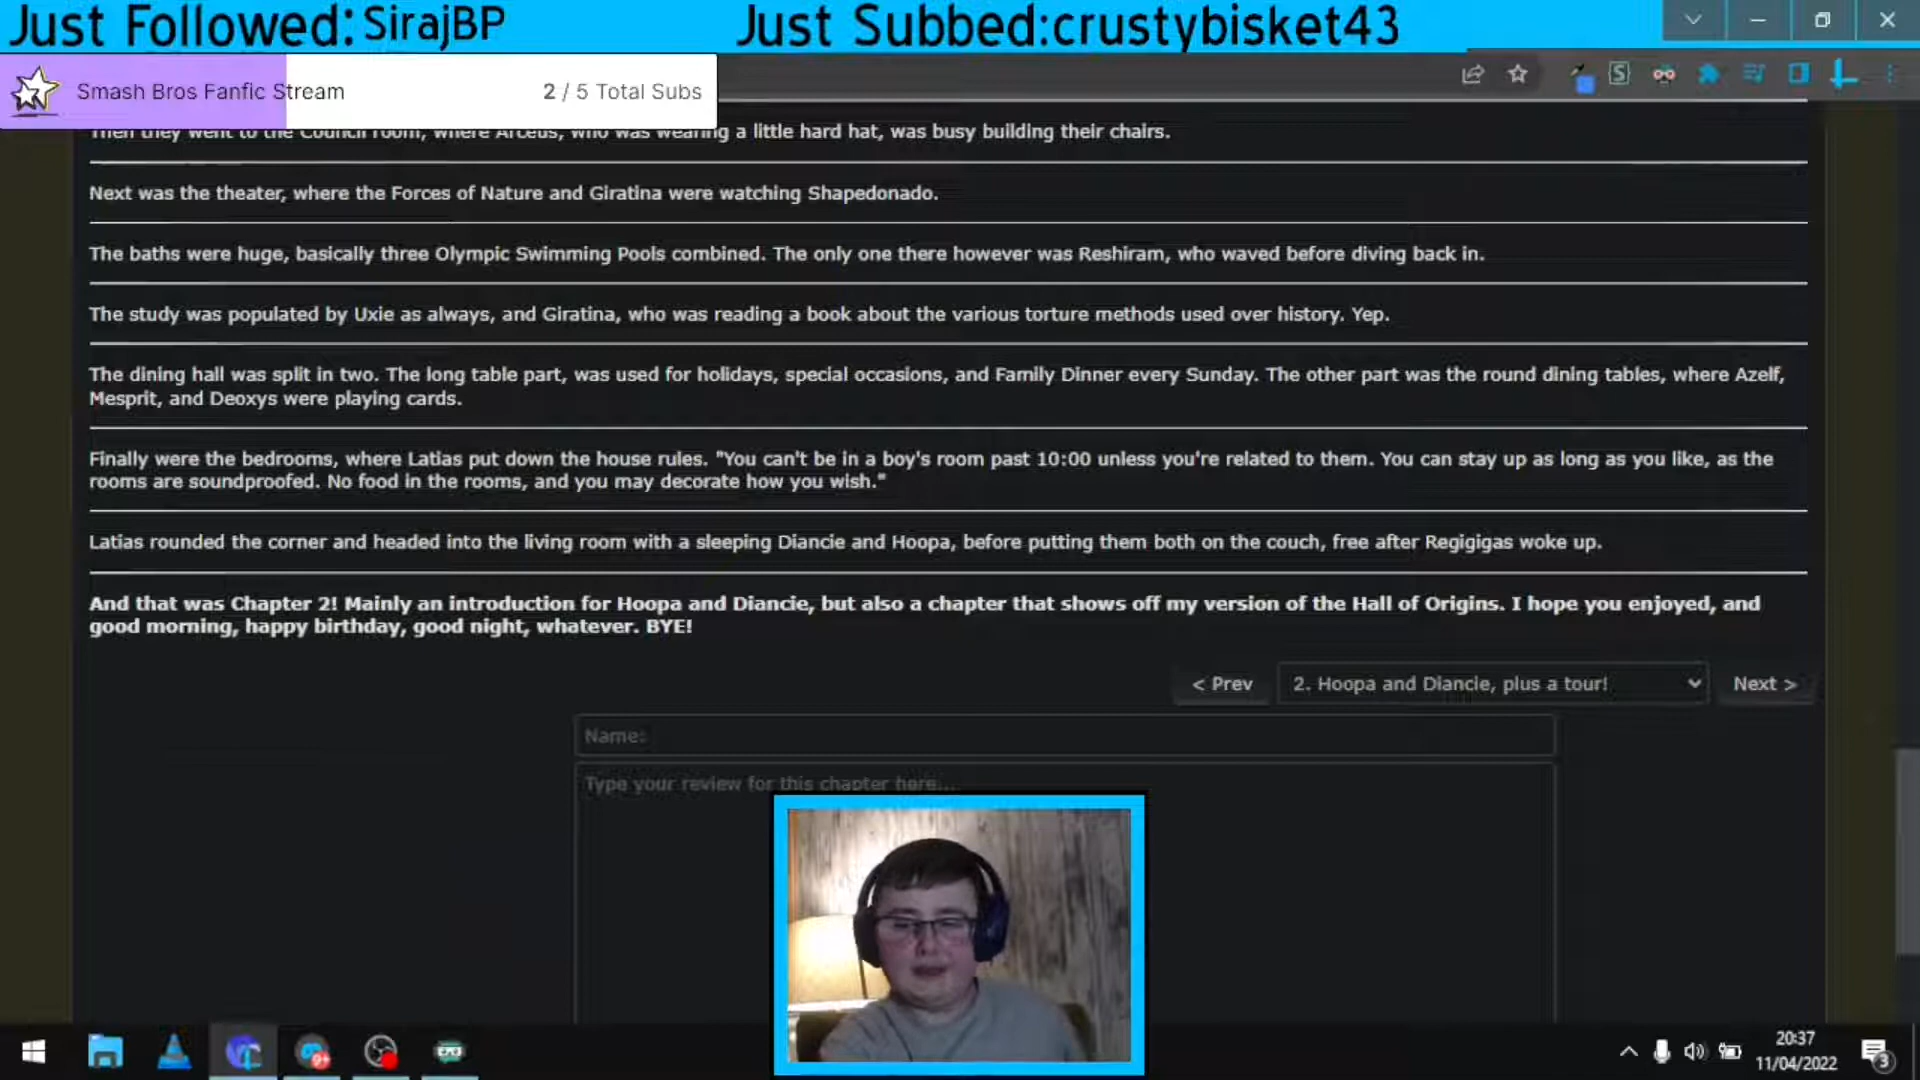 Just Followed: SirajBP
Just Subbed:crustybisket43
Smash Bros Fanfic Stream 2 / 5 Total Subs
Then they went to the Council room, where Arceus, who was wearing a little hard hat, was busy building their chairs.
Next was the theater, where the Forces of Nature and Giratina were watching Shapedonado.
The baths were huge, basically three Olympic Swimming Pools combined. The only one there however was Reshiram, who waved before diving back in.
The study was populated by Uxie as always, and Giratina, who was reading a book about the various torture methods used over history. Yep.
The dining hall was split in two. The long table part, was used for holidays, special occasions, and Family Dinner every Sunday. The other part was the round dining tables, where Azelf,
Mesprit, and Deoxys were playing cards.
Finally were the bedrooms, where Latias put down the house rules. "You can't be in a boy's room past 10:00 unless you're related to them. You can stay up as long as you like, as the
rooms are soundproofed. No food in the rooms, and you may decorate how you wish."
Latias rounded the corner and headed into the living room with a sleeping Diancie and Hoopa, before putting them both on the couch, free after Regigigas woke up.
And that was Chapter 2! Mainly an introduction for Hoopa and Diancie, but also a chapter that shows off my version of the Hall of Origins. I hope you enjoyed, and
good morning, happy birthday, good night, whatever. BYE!
< Prev
2. Hoopa and Diancie, plus a tour!
Next >
Name:
Type your review for this chapter here...
20:37
11/04/2022
3